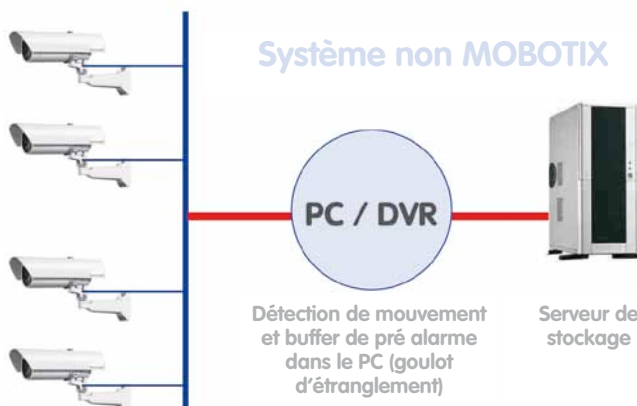 Système non MOBOTIX
PC / DVR
Détection de mouvement
et buffer de pré alarme
dans le PC (goulot
d'étranglement)
Serveur de
stockage